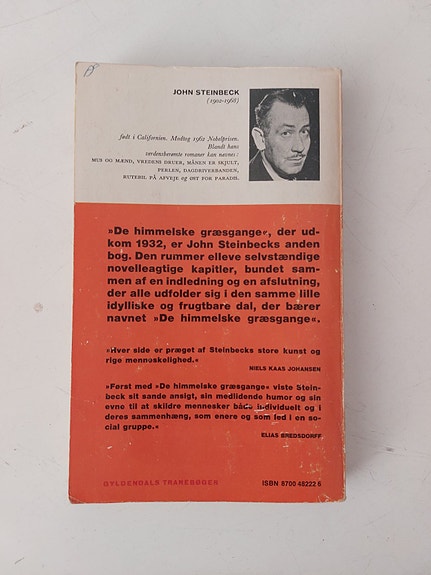 JOHN STEINBECK
(1902-1968)
født i Californien. Modtog 1962 Nobelprisen.
Blandt hans
verdensberømte romaner kan nævnes:
MUS OG MÆND, VREDENS DRUER, MÅNEN ER SKJULT,
PERLEN, DAGDRIVERBANDEN,
RUTEBIL PÅ AFVEJE og ØST FOR PARADIS.
»De himmelske græsgange«, der ud-
kom 1932, er John Steinbecks anden
bog. Den rummer elleve selvstændige
novelleagtige kapitler, bundet sam-
men af en indledning og en afslutning,
der alle udfolder sig i den samme lille
idylliske og frugtbare dal, der bærer
navnet »De himmelske græsgange«.
»Hver side er præget af Steinbecks store kunst og
rige menneskelighed.«
NIELS KAAS JOHANSEN
»Først med »De himmelske græsgange« viste Stein-
beck sit sande ansigt, sin medlidende humor og sin
evne til at skildre mennesker både individuelt og i
deres sammenhæng, som enere og som led i en so-
cial gruppe.«
ELIAS BREDSDORFF
GYLDENDALS TRANEBØGER
ISBN 8700 48222 6